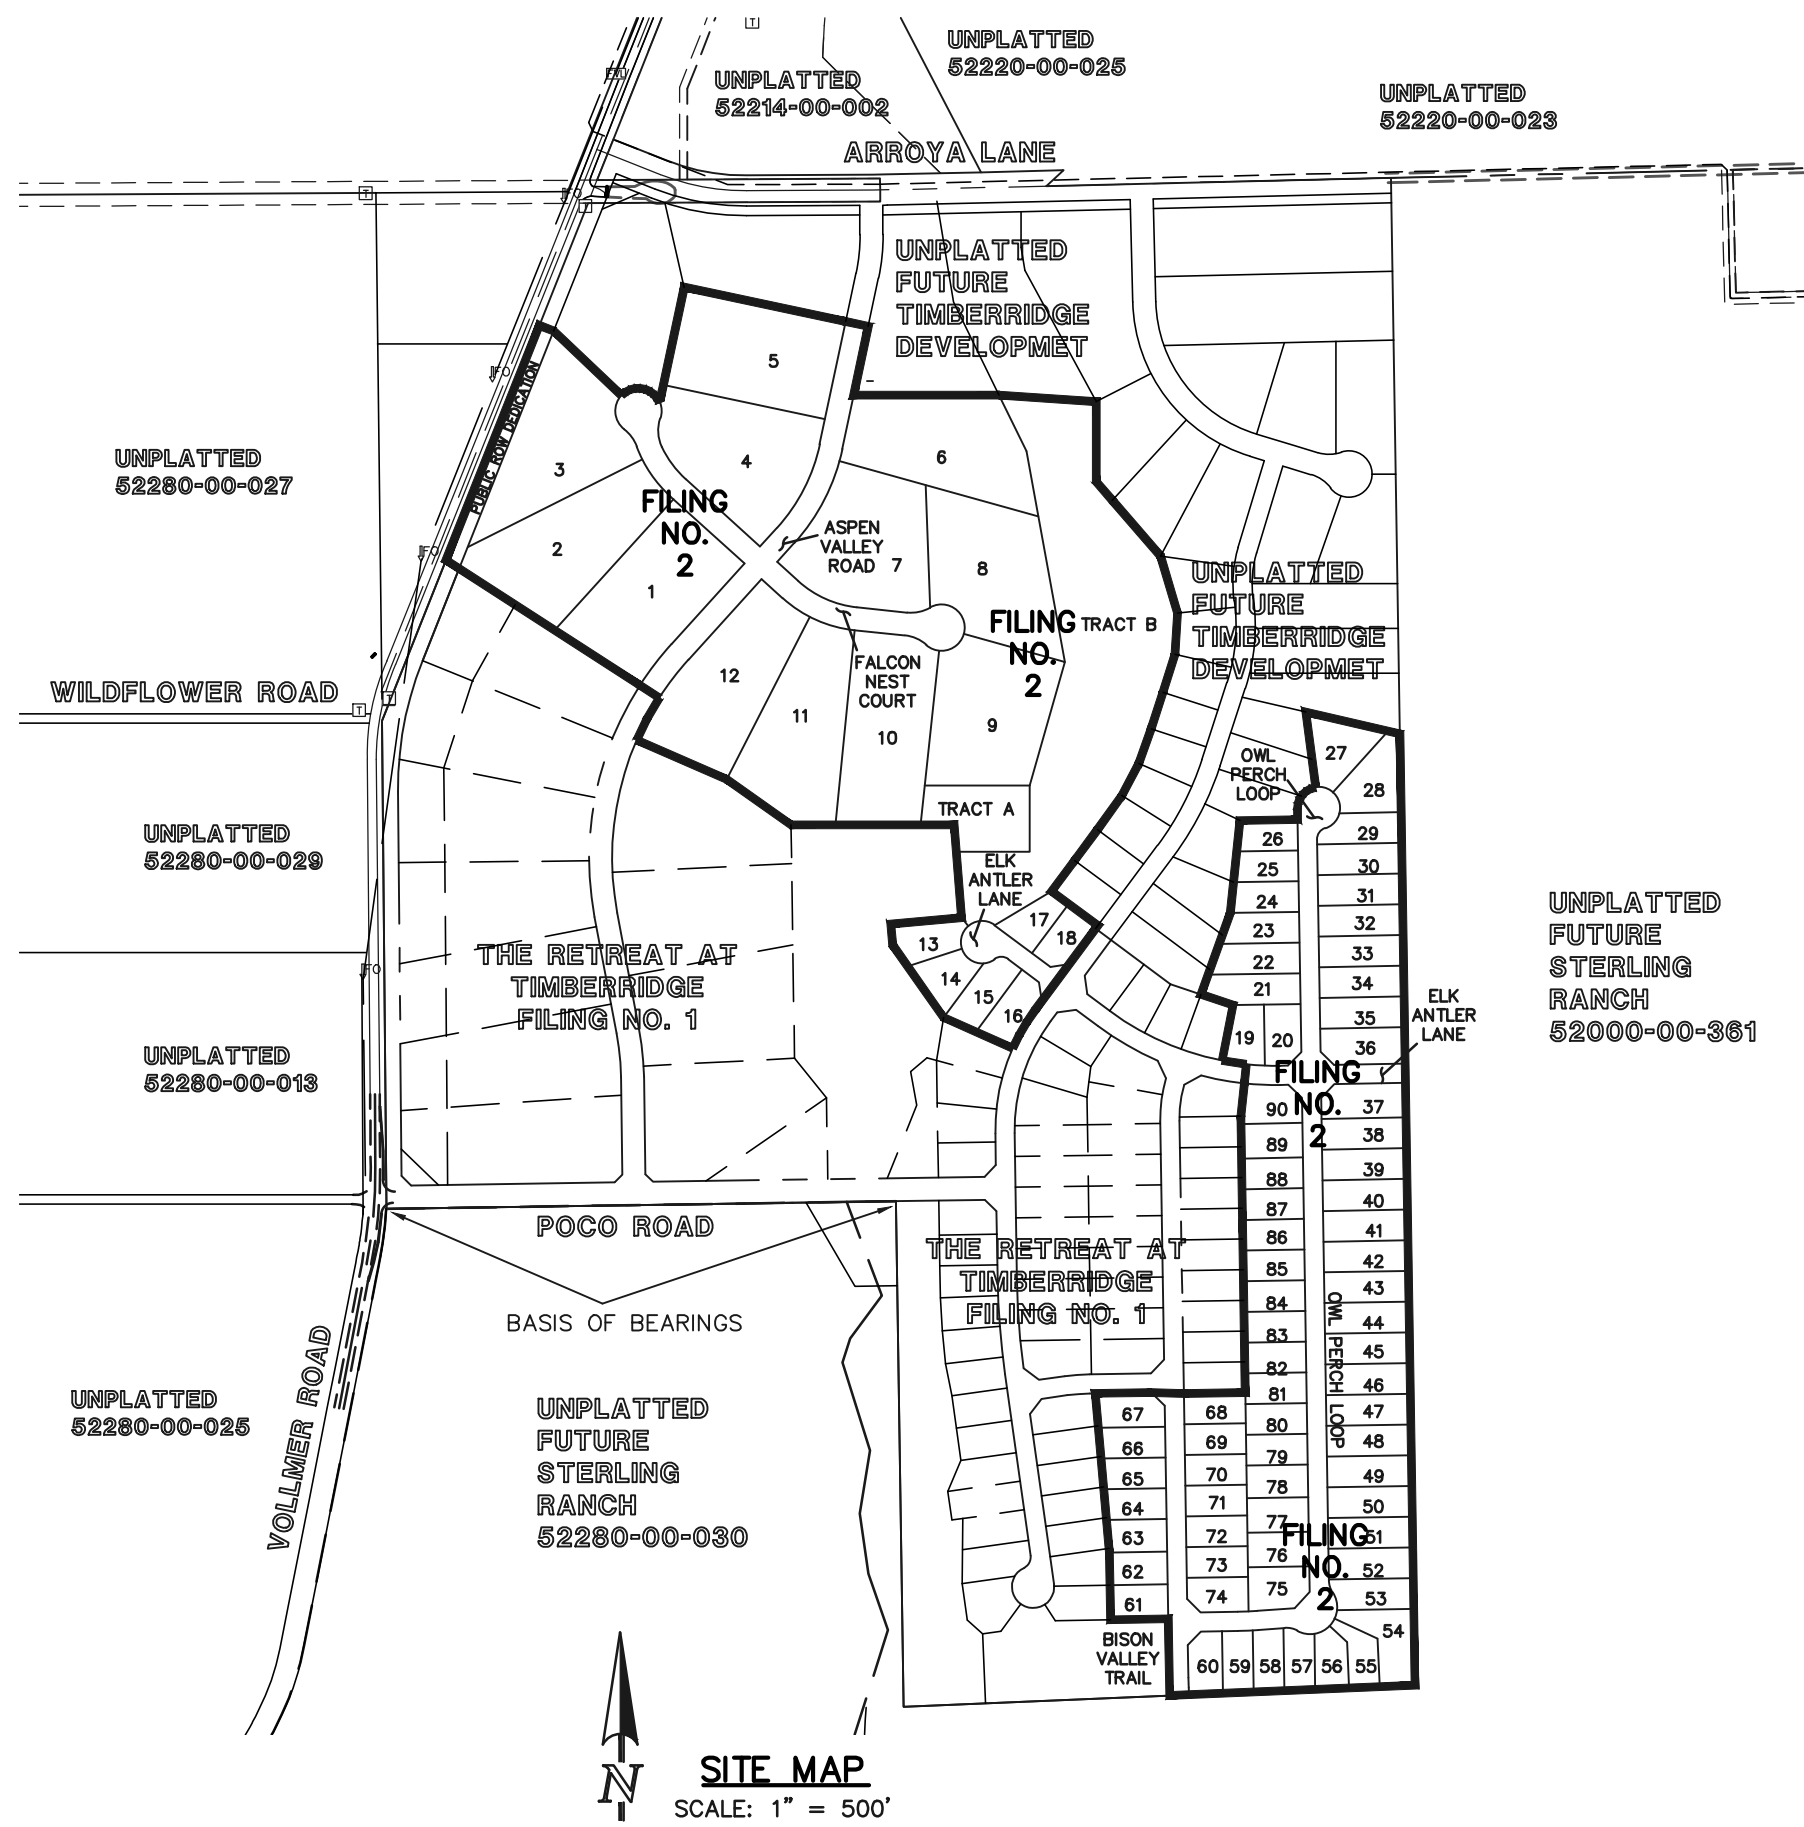 UNPLATTED
52220-00-025
T
EVI
UNPLATTED
52214-00-002
UNPLATTED
52220-00-023
ARROYA LANE
T
FO
T
UNPLATTED
FUTURE
TIMBERRIDGE
DEVELOPMET
5
FO
PUBLIC ROW DEDICATION
UNPLATTED
52280-00-027
3
4
6
FILING
NO.
2
ASPEN
VALLEY
ROAD
7
2
1
8
FO
UNPLATTED
FUTURE
TIMBERRIDGE
DEVELOPMET
FILING
NO.
2
TRACT B
FALCON
NEST
COURT
12
11
10
9
WILDFLOWER ROAD
T
T
OWL
PERCH
LOOP
27
28
TRACT A
UNPLATTED
52280-00-029
26
25
24
23
22
21
29
30
31
32
33
34
35
36
ELK
ANTLER
LANE
17
18
13
14
15
16
UNPLATTED
FUTURE
STERLING
RANCH
52000-00-361
THE RETREAT AT
TIMBERRIDGE
FILING NO. 1
FO
ELK
ANTLER
LANE
19
20
UNPLATTED
52280-00-013
FILING
NO.
2
90
89
88
87
86
85
84
83
82
81
80
79
78
77
76
75
37
38
39
40
41
42
43
44
45
46
47
48
49
50
51
52
53
54
OWL PERCH LOOP
POCO ROAD
THE RETREAT AT
TIMBERRIDGE
FILING NO. 1
BASIS OF BEARINGS
VOLLMER ROAD
UNPLATTED
52280-00-025
UNPLATTED
FUTURE
STERLING
RANCH
52280-00-030
67
66
65
64
63
62
61
68
69
70
71
72
73
74
FILING
NO.
2
BISON
VALLEY
TRAIL
60
59
58
57
56
55
N
SITE MAP
SCALE: 1" = 500'